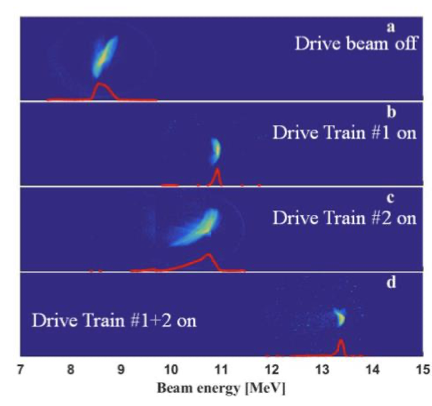 a
Drive beam off
b
Drive Train #1 on
c
Drive Train #2 on
d
Drive Train #1+2 on
7 8 9 10 11 12 13 14 15
Beam energy [MeV]